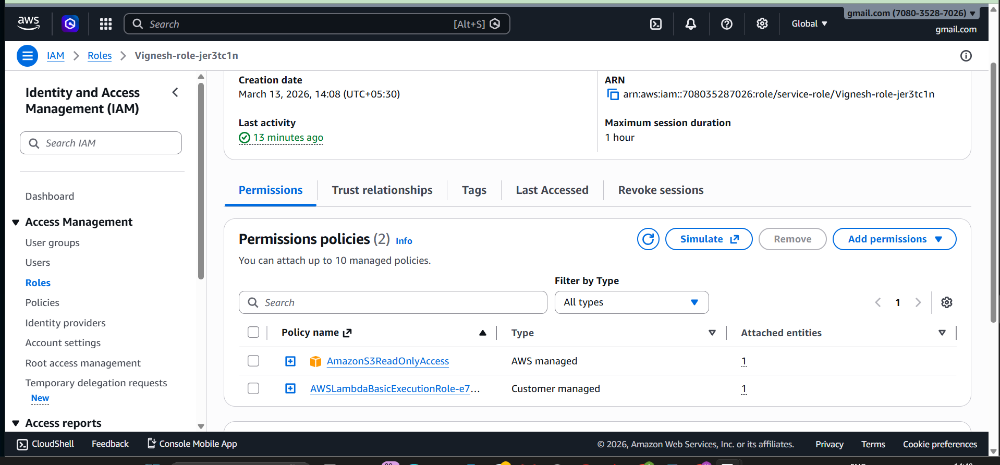 aws
Search [Alt+S]
Global
gmail.com (7080-3528-7026)
gmail.com
IAM
Roles
Vignesh-role-jer3tc1n
Identity and Access
Management (IAM)
Search IAM
Dashboard
Access Management
User groups
Users
Roles
Policies
Identity providers
Account settings
Root access management
Temporary delegation requests
New
Access reports
Creation date
March 13, 2026, 14:08 (UTC+05:30)
Last activity
13 minutes ago
ARN
arn:aws:iam::708035287026:role/service-role/Vignesh-role-jer3tc1n
Maximum session duration
1 hour
Permissions
Trust relationships
Tags
Last Accessed
Revoke sessions
Permissions policies (2) Info
You can attach up to 10 managed policies.
Simulate
Remove
Add permissions
Filter by Type
Search
All types
1
Policy name
Type
Attached entities
AmazonS3ReadOnlyAccess
AWS managed
1
AWSLambdaBasicExecutionRole-e7...
Customer managed
1
CloudShell
Feedback
Console Mobile App
© 2026, Amazon Web Services, Inc. or its affiliates.
Privacy
Terms
Cookie preferences